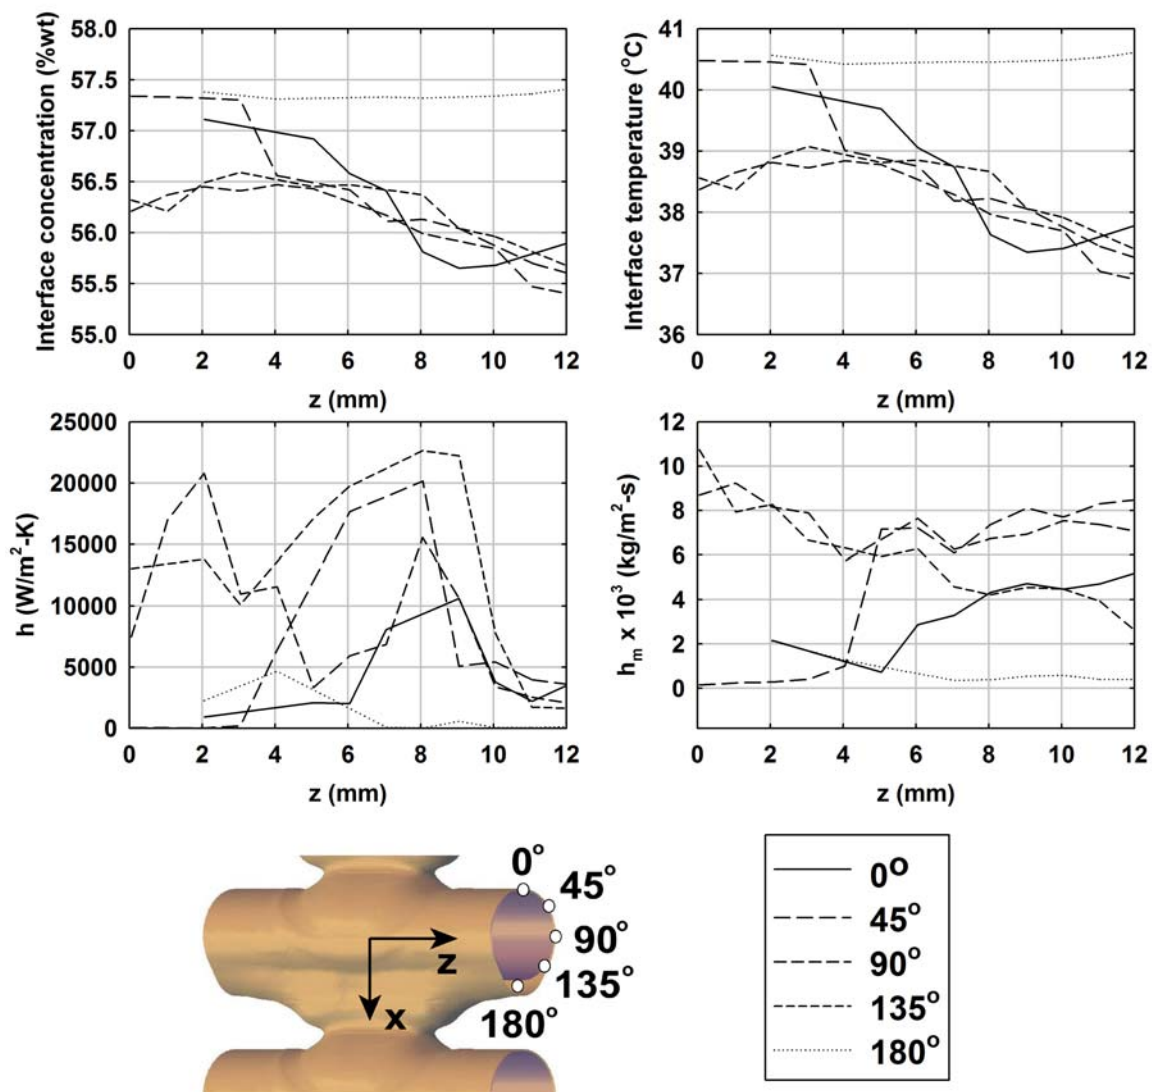 58.0
57.5
57.0
56.5
56.0
55.5
55.0
Interface concentration (%wt)
0 2 4 6 8 10 12
z (mm)
41
40
39
38
37
36
Interface temperature (°C)
0 2 4 6 8 10 12
z (mm)
25000
20000
15000
10000
5000
0
h (W/m²-K)
0 2 4 6 8 10 12
z (mm)
12
10
8
6
4
2
0
hₘ x 10³ (kg/m²-s)
0 2 4 6 8 10 12
z (mm)
0°
45°
90°
135°
180°
z
x
0°
45°
90°
135°
180°